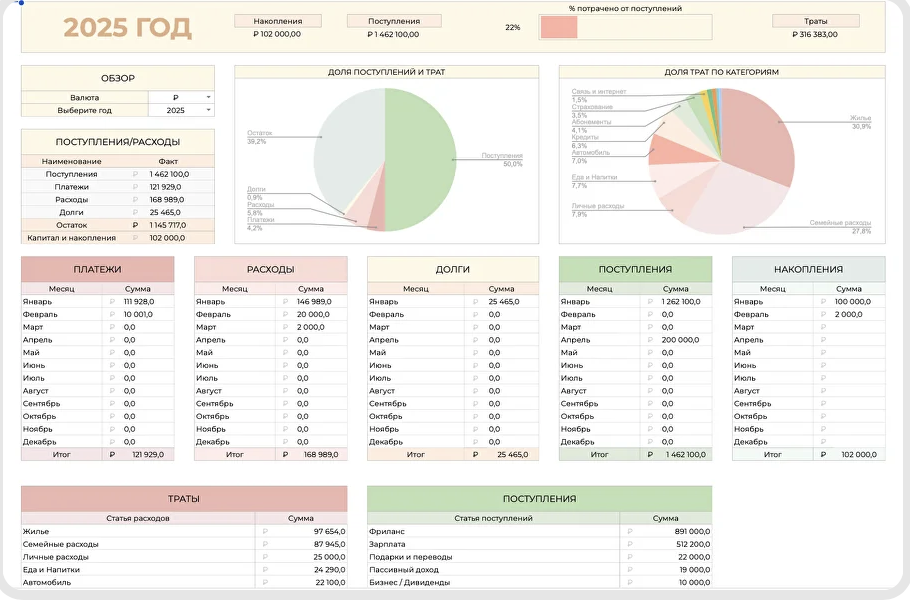 2025 ГОД
Накопления
₽ 102 000,00
Поступления
₽ 1 462 100,00
% потрачено от поступлений
22%
Траты
₽ 316 383,00
ОБЗОР
Валюта ₽
Выберите год 2025
ПОСТУПЛЕНИЯ/РАСХОДЫ
Наименование Факт
Поступления ₽ 1 462 100,0
Платежи ₽ 121 929,0
Расходы ₽ 168 989,0
Долги ₽ 25 465,0
Остаток ₽ 1 145 717,0
Капитал и накопления ₽ 102 000,0
ДОЛЯ ПОСТУПЛЕНИЙ И ТРАТ
Остаток
39,2%
Долги
0,9%
Расходы
5,8%
Платежи
4,2%
Поступления
50,0%
ДОЛЯ ТРАТ ПО КАТЕГОРИЯМ
Связь и интернет
1,5%
Страхование
3,5%
Абонементы
4,1%
Кредиты
6,3%
Автомобиль
7,0%
Еда и Напитки
7,7%
Личные расходы
7,9%
Жилье
30,9%
Семейные расходы
27,8%
ПЛАТЕЖИ
Месяц Сумма
Январь ₽ 111 928,0
Февраль ₽ 10 001,0
Март ₽ 0,0
Апрель ₽ 0,0
Май ₽ 0,0
Июнь ₽ 0,0
Июль ₽ 0,0
Август ₽ 0,0
Сентябрь ₽ 0,0
Октябрь ₽ 0,0
Ноябрь ₽ 0,0
Декабрь ₽ 0,0
Итог ₽ 121 929,0
РАСХОДЫ
Месяц Сумма
Январь ₽ 146 989,0
Февраль ₽ 20 000,0
Март ₽ 2 000,0
Апрель ₽ 0,0
Май ₽ 0,0
Июнь ₽ 0,0
Июль ₽ 0,0
Август ₽ 0,0
Сентябрь ₽ 0,0
Октябрь ₽ 0,0
Ноябрь ₽ 0,0
Декабрь ₽ 0,0
Итог ₽ 168 989,0
ДОЛГИ
Месяц Сумма
Январь ₽ 25 465,0
Февраль ₽ 0,0
Март ₽ 0,0
Апрель ₽ 0,0
Май ₽ 0,0
Июнь ₽ 0,0
Июль ₽ 0,0
Август ₽ 0,0
Сентябрь ₽ 0,0
Октябрь ₽ 0,0
Ноябрь ₽ 0,0
Декабрь ₽ 0,0
Итог ₽ 25 465,0
ПОСТУПЛЕНИЯ
Месяц Сумма
Январь ₽ 1 262 100,0
Февраль ₽ 0,0
Март ₽ 0,0
Апрель ₽ 200 000,0
Май ₽ 0,0
Июнь ₽ 0,0
Июль ₽ 0,0
Август ₽ 0,0
Сентябрь ₽ 0,0
Октябрь ₽ 0,0
Ноябрь ₽ 0,0
Декабрь ₽ 0,0
Итог ₽ 1 462 100,0
НАКОПЛЕНИЯ
Месяц Сумма
Январь ₽ 100 000,0
Февраль ₽ 2 000,0
Март ₽
Апрель ₽
Май ₽
Июнь ₽
Июль ₽
Август ₽
Сентябрь ₽
Октябрь ₽
Ноябрь ₽
Декабрь ₽
Итог ₽ 102 000,0
ТРАТЫ
Статья расходов Сумма
Жилье ₽ 97 654,0
Семейные расходы ₽ 87 945,0
Личные расходы ₽ 25 000,0
Еда и Напитки ₽ 24 290,0
Автомобиль ₽ 22 100,0
ПОСТУПЛЕНИЯ
Статья поступлений Сумма
Фриланс ₽ 891 000,0
Зарплата ₽ 512 200,0
Подарки и переводы ₽ 22 000,0
Пассивный доход ₽ 19 000,0
Бизнес / Дивиденды ₽ 10 000,0